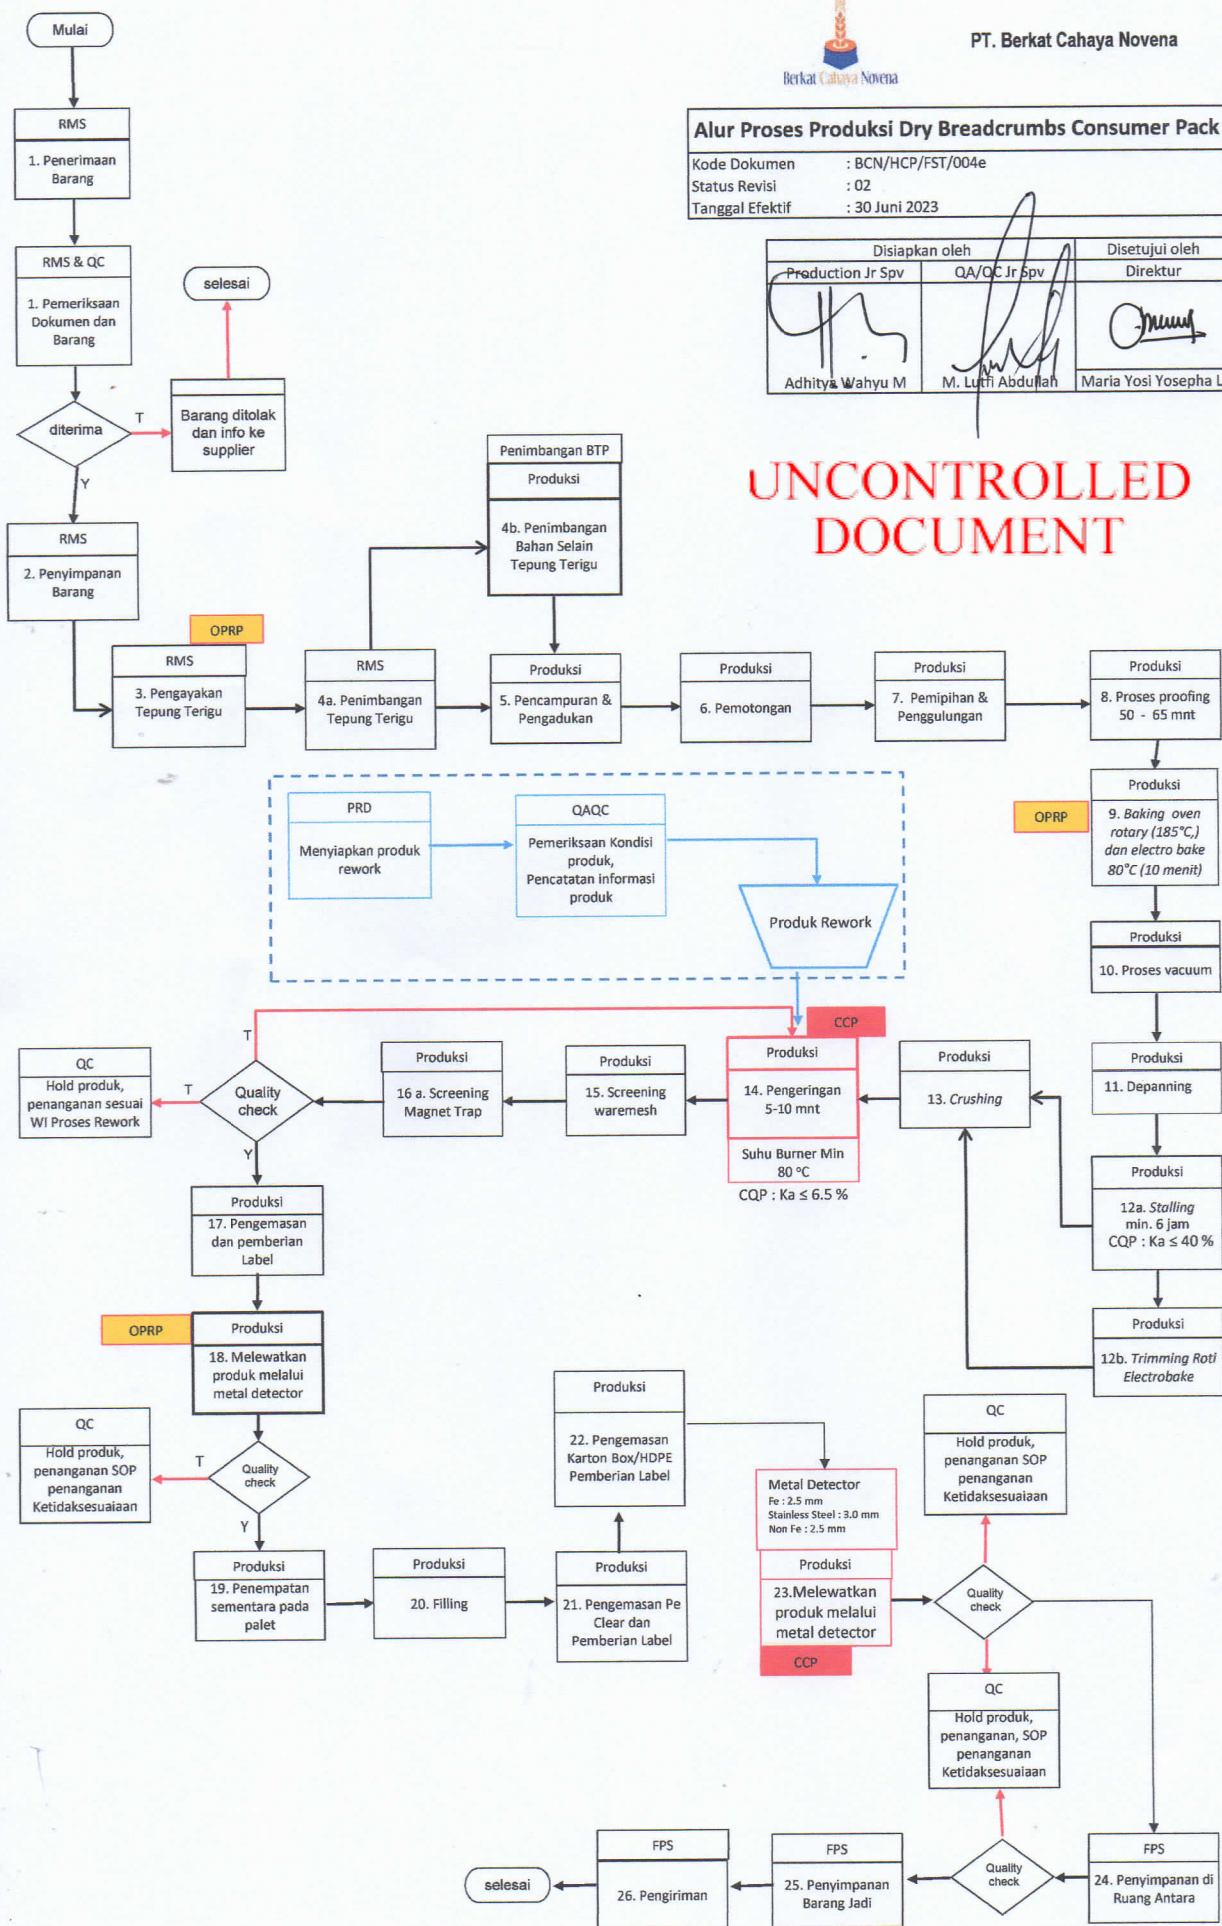 Mulai
Berkat Cahaya Novena
PT. Berkat Cahaya Novena
Alur Proses Produksi Dry Breadcrumbs Consumer Pack
Kode Dokumen : BCN/HCP/FST/004e
Status Revisi : 02
Tanggal Efektif : 30 Juni 2023
Disiapkan oleh
Disetujui oleh
Production Jr Spv
QA/QC Jr Spv
Direktur
Adhitya Wahyu M
M. Lutfi Abdullah
Maria Yosi Yosepha L
UNCONTROLLED
DOCUMENT
RMS
1. Penerimaan
Barang
RMS & QC
1. Pemeriksaan
Dokumen dan
Barang
selesai
diterima
T
Barang ditolak
dan info ke
supplier
Y
RMS
2. Penyimpanan
Barang
OPRP
RMS
3. Pengayakan
Tepung Terigu
RMS
4a. Penimbangan
Tepung Terigu
Penimbangan BTP
Produksi
4b. Penimbangan
Bahan Selain
Tepung Terigu
Produksi
5. Pencampuran &
Pengadukan
Produksi
6. Pemotongan
Produksi
7. Pemipihan &
Penggulungan
Produksi
8. Proses proofing
50 - 65 mnt
OPRP
Produksi
9. Baking oven
rotary (185°C,)
dan electro bake
80°C (10 menit)
Produksi
10. Proses vacuum
Produksi
11. Depanning
Produksi
12a. Stalling
min. 6 jam
CQP : Ka ≤ 40 %
Produksi
12b. Trimming Roti
Electrobake
PRD
Menyiapkan produk
rework
QAQC
Pemeriksaan Kondisi
produk,
Pencatatan informasi
produk
Produk Rework
Produksi
13. Crushing
CCP
Produksi
14. Pengeringan
5-10 mnt
Suhu Burner Min
80 °C
CQP : Ka ≤ 6.5 %
Produksi
15. Screening
waremesh
Produksi
16 a. Screening
Magnet Trap
T
Quality
check
T
QC
Hold produk,
penanganan sesuai
WI Proses Rework
Y
Produksi
17. Pengemasan
dan pemberian
Label
OPRP
Produksi
18. Melewatkan
produk melalui
metal detector
Quality
check
T
QC
Hold produk,
penanganan SOP
penanganan
Ketidaksesuaiaan
Y
Produksi
19. Penempatan
sementara pada
palet
Produksi
20. Filling
Produksi
21. Pengemasan Pe
Clear dan
Pemberian Label
Produksi
22. Pengemasan
Karton Box/HDPE
Pemberian Label
Metal Detector
Fe : 2.5 mm
Stainless Steel : 3.0 mm
Non Fe : 2.5 mm
Produksi
23.Melewatkan
produk melalui
metal detector
CCP
Quality
check
QC
Hold produk,
penanganan SOP
penanganan
Ketidaksesuaiaan
QC
Hold produk,
penanganan, SOP
penanganan
Ketidaksesuaiaan
FPS
24. Penyimpanan di
Ruang Antara
Quality
check
FPS
25. Penyimpanan
Barang Jadi
FPS
26. Pengiriman
selesai